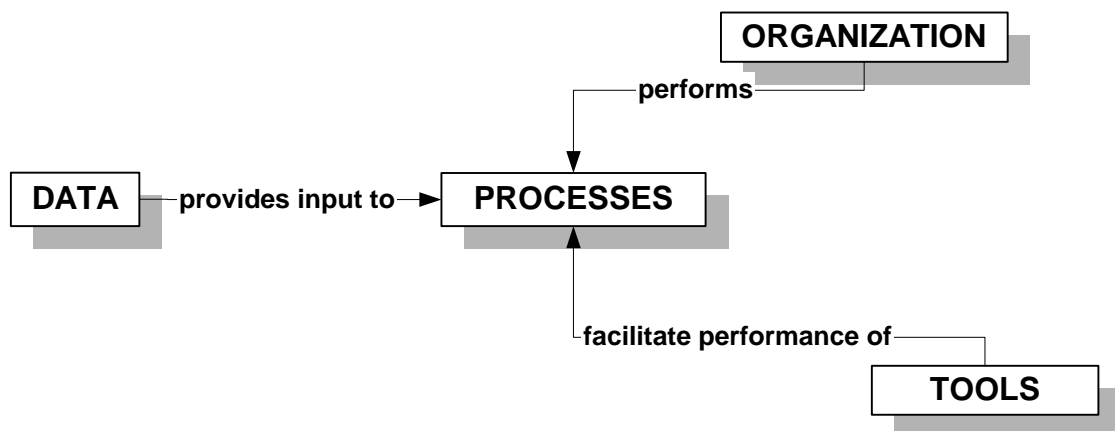 ORGANIZATION
performs
DATA
provides input to
PROCESSES
facilitate performance of
TOOLS